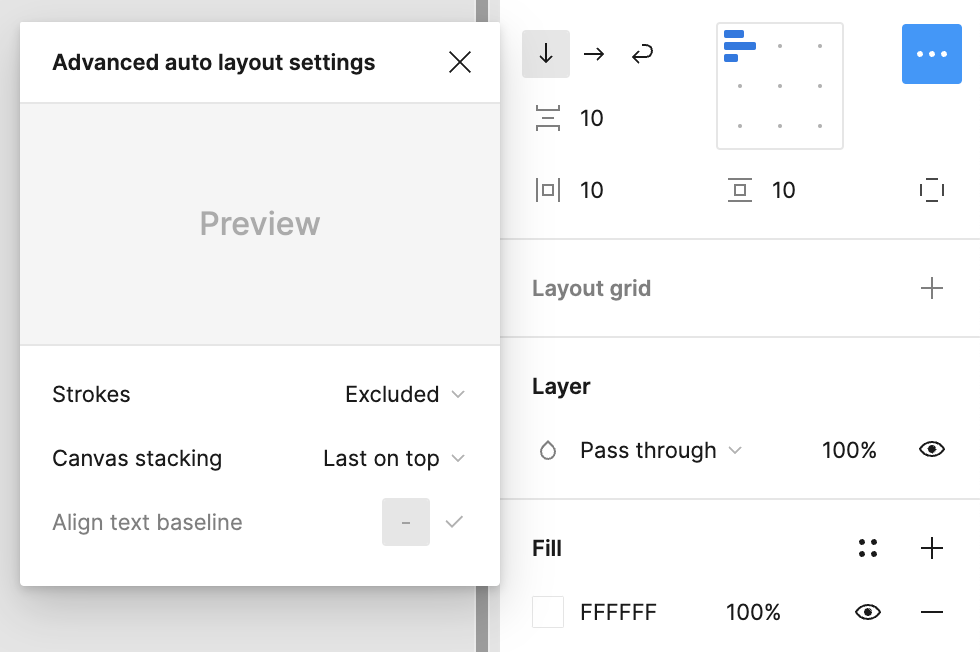 Advanced auto layout settings
Preview
Strokes Excluded
Canvas stacking Last on top
Align text baseline -
10
10 10
Layout grid
Layer
Pass through 100%
Fill
FFFFFF 100%